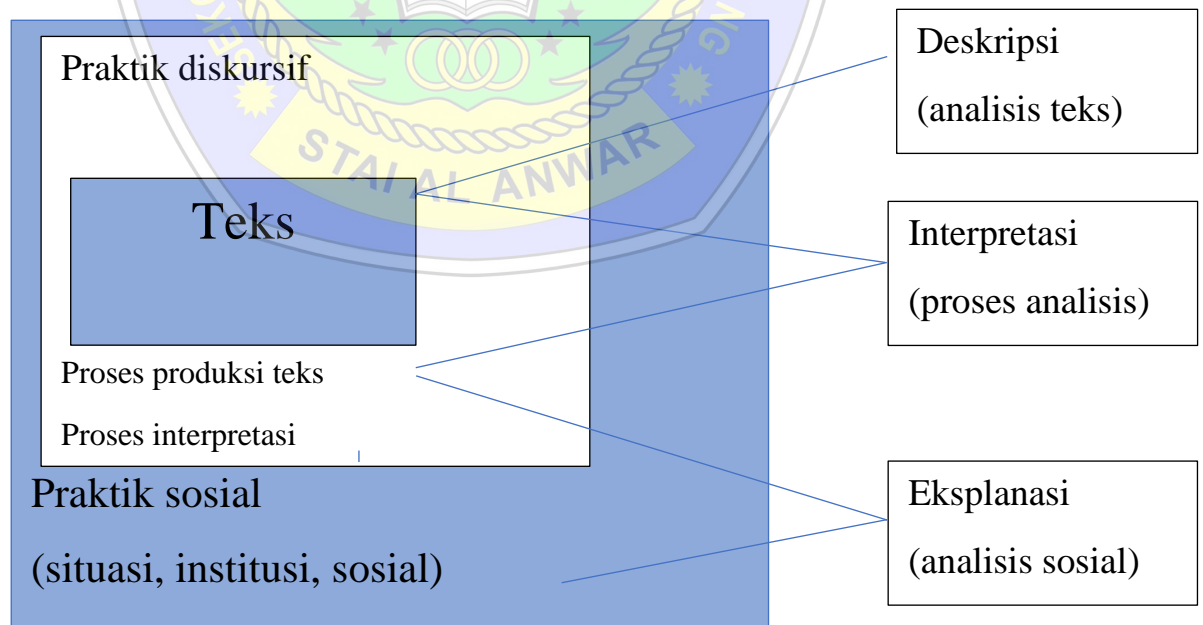 Praktik diskursif
Teks
Proses produksi teks
Proses interpretasi
Praktik sosial
(situasi, institusi, sosial)
Deskripsi
(analisis teks)
Interpretasi
(proses analisis)
Eksplanasi
(analisis sosial)
STAI AL ANWAR